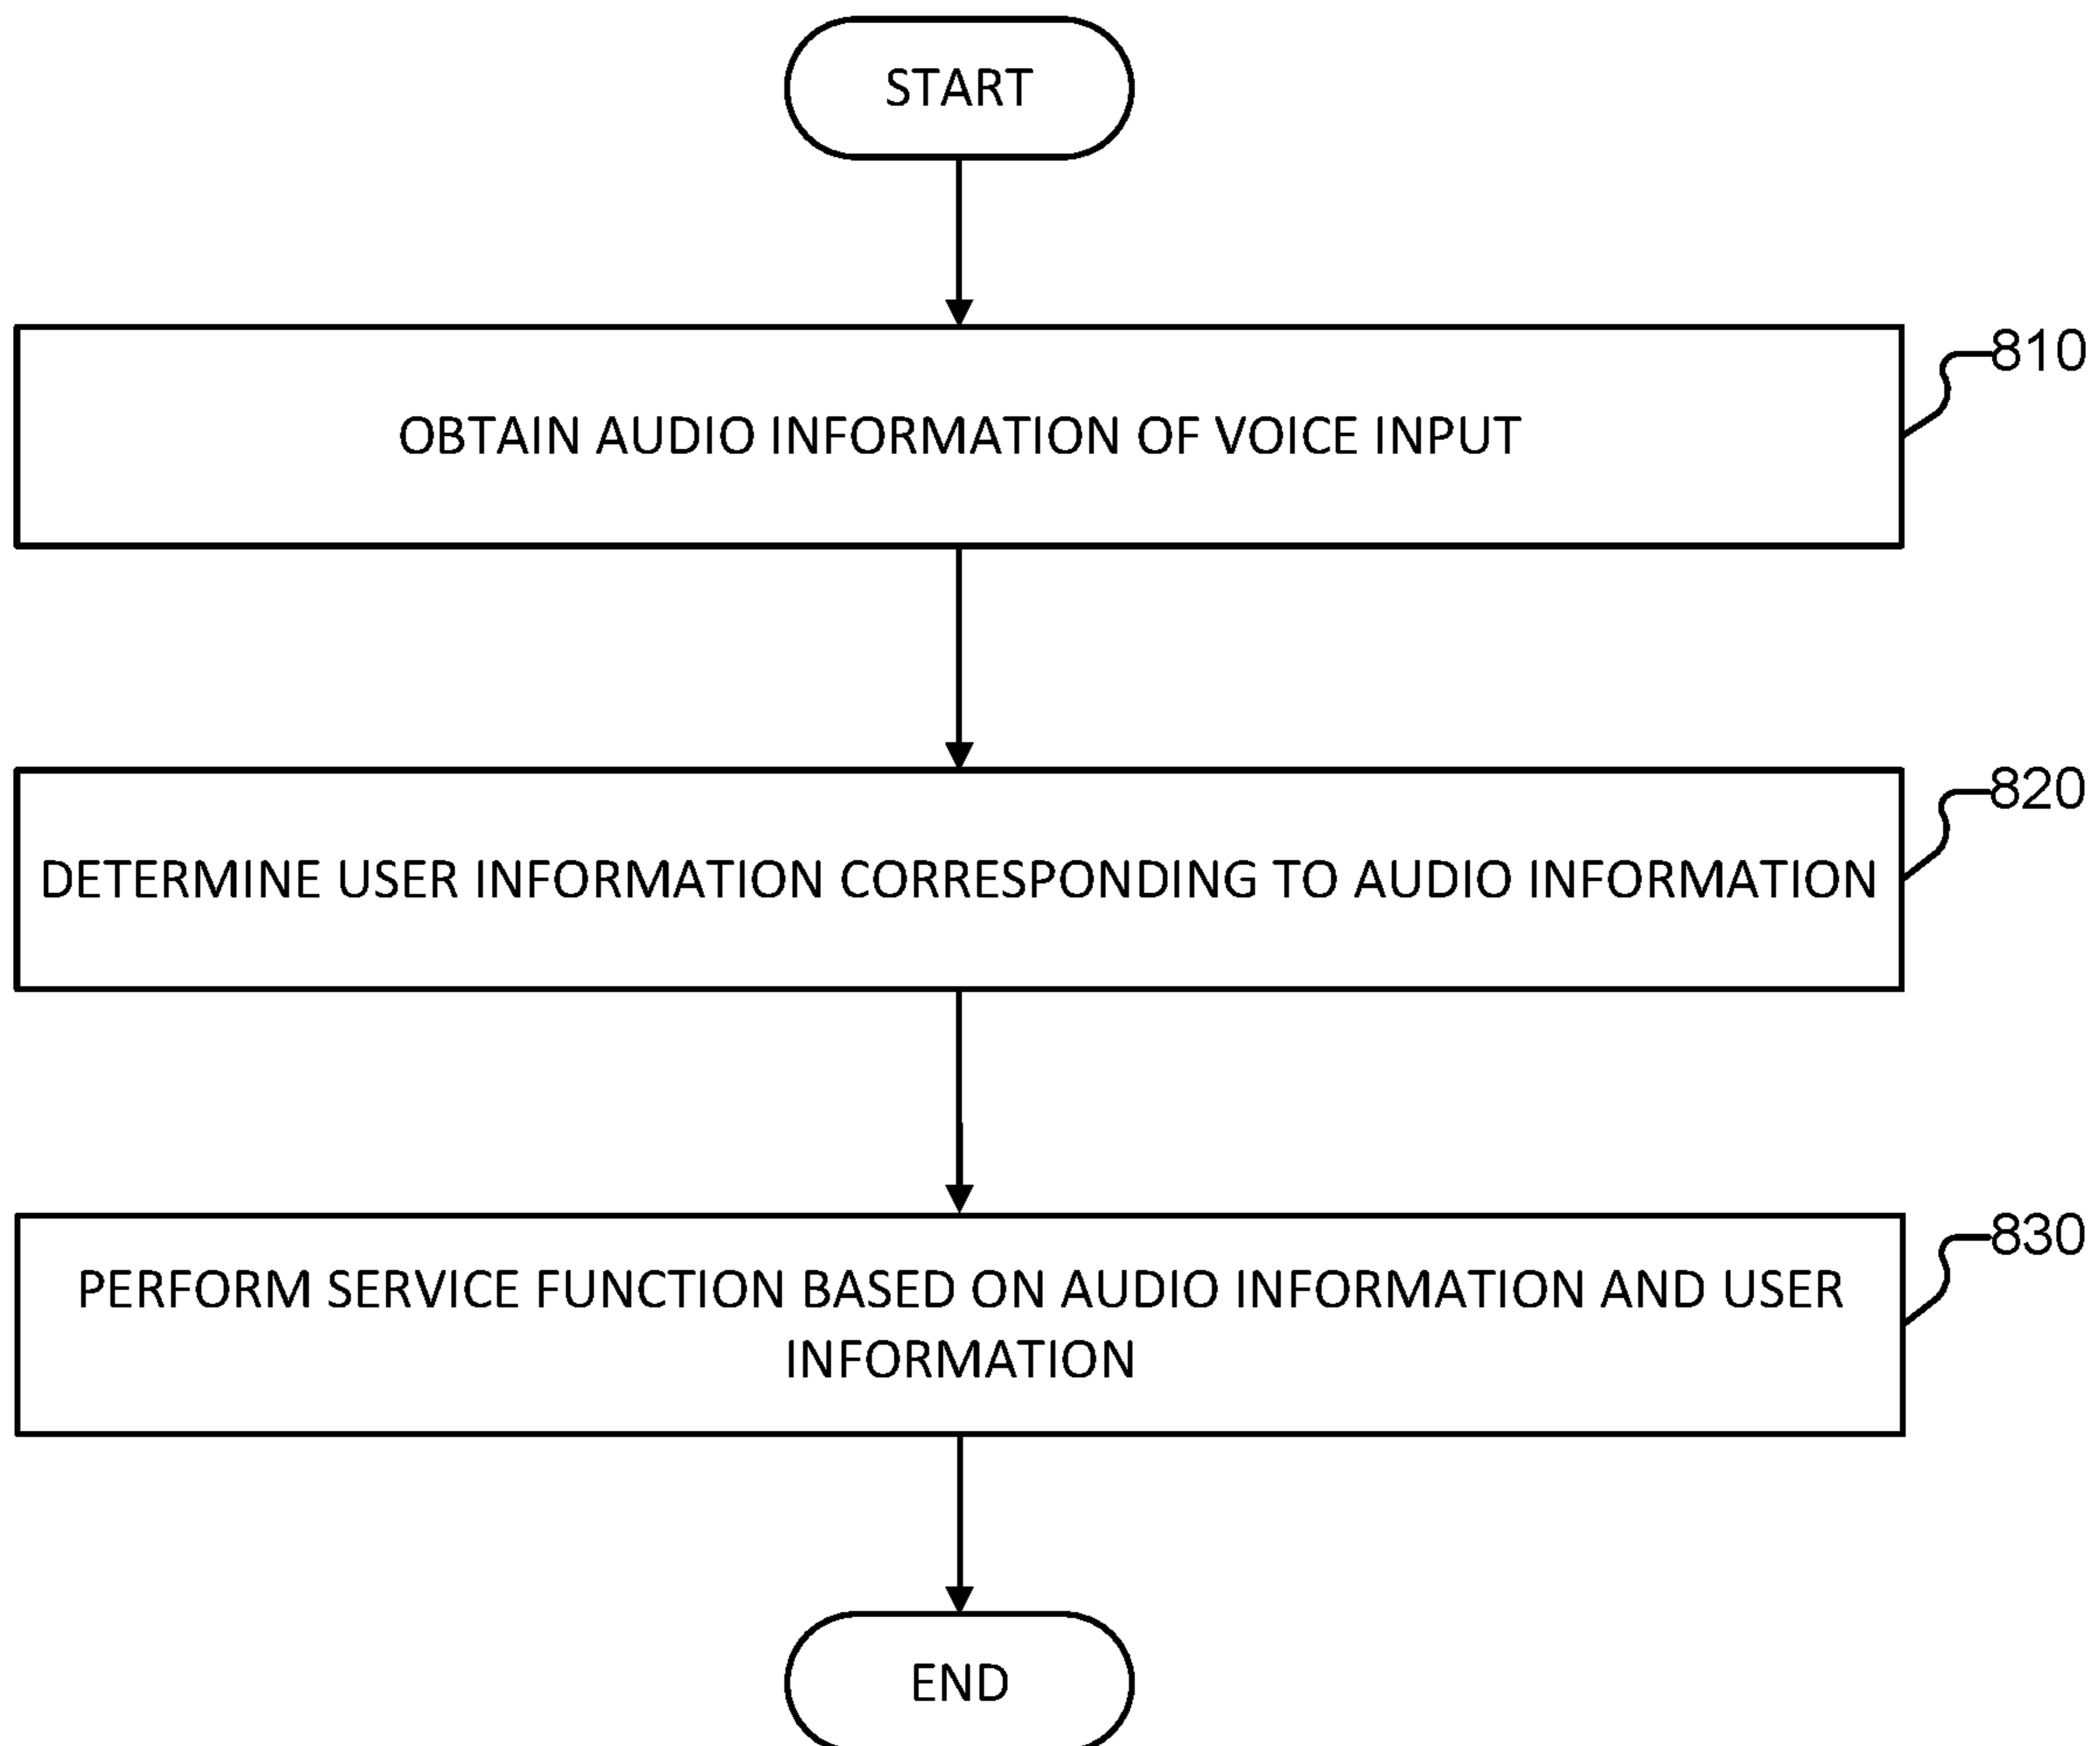 START
810
OBTAIN AUDIO INFORMATION OF VOICE INPUT
820
DETERMINE USER INFORMATION CORRESPONDING TO AUDIO INFORMATION
830
PERFORM SERVICE FUNCTION BASED ON AUDIO INFORMATION AND USER
INFORMATION
END